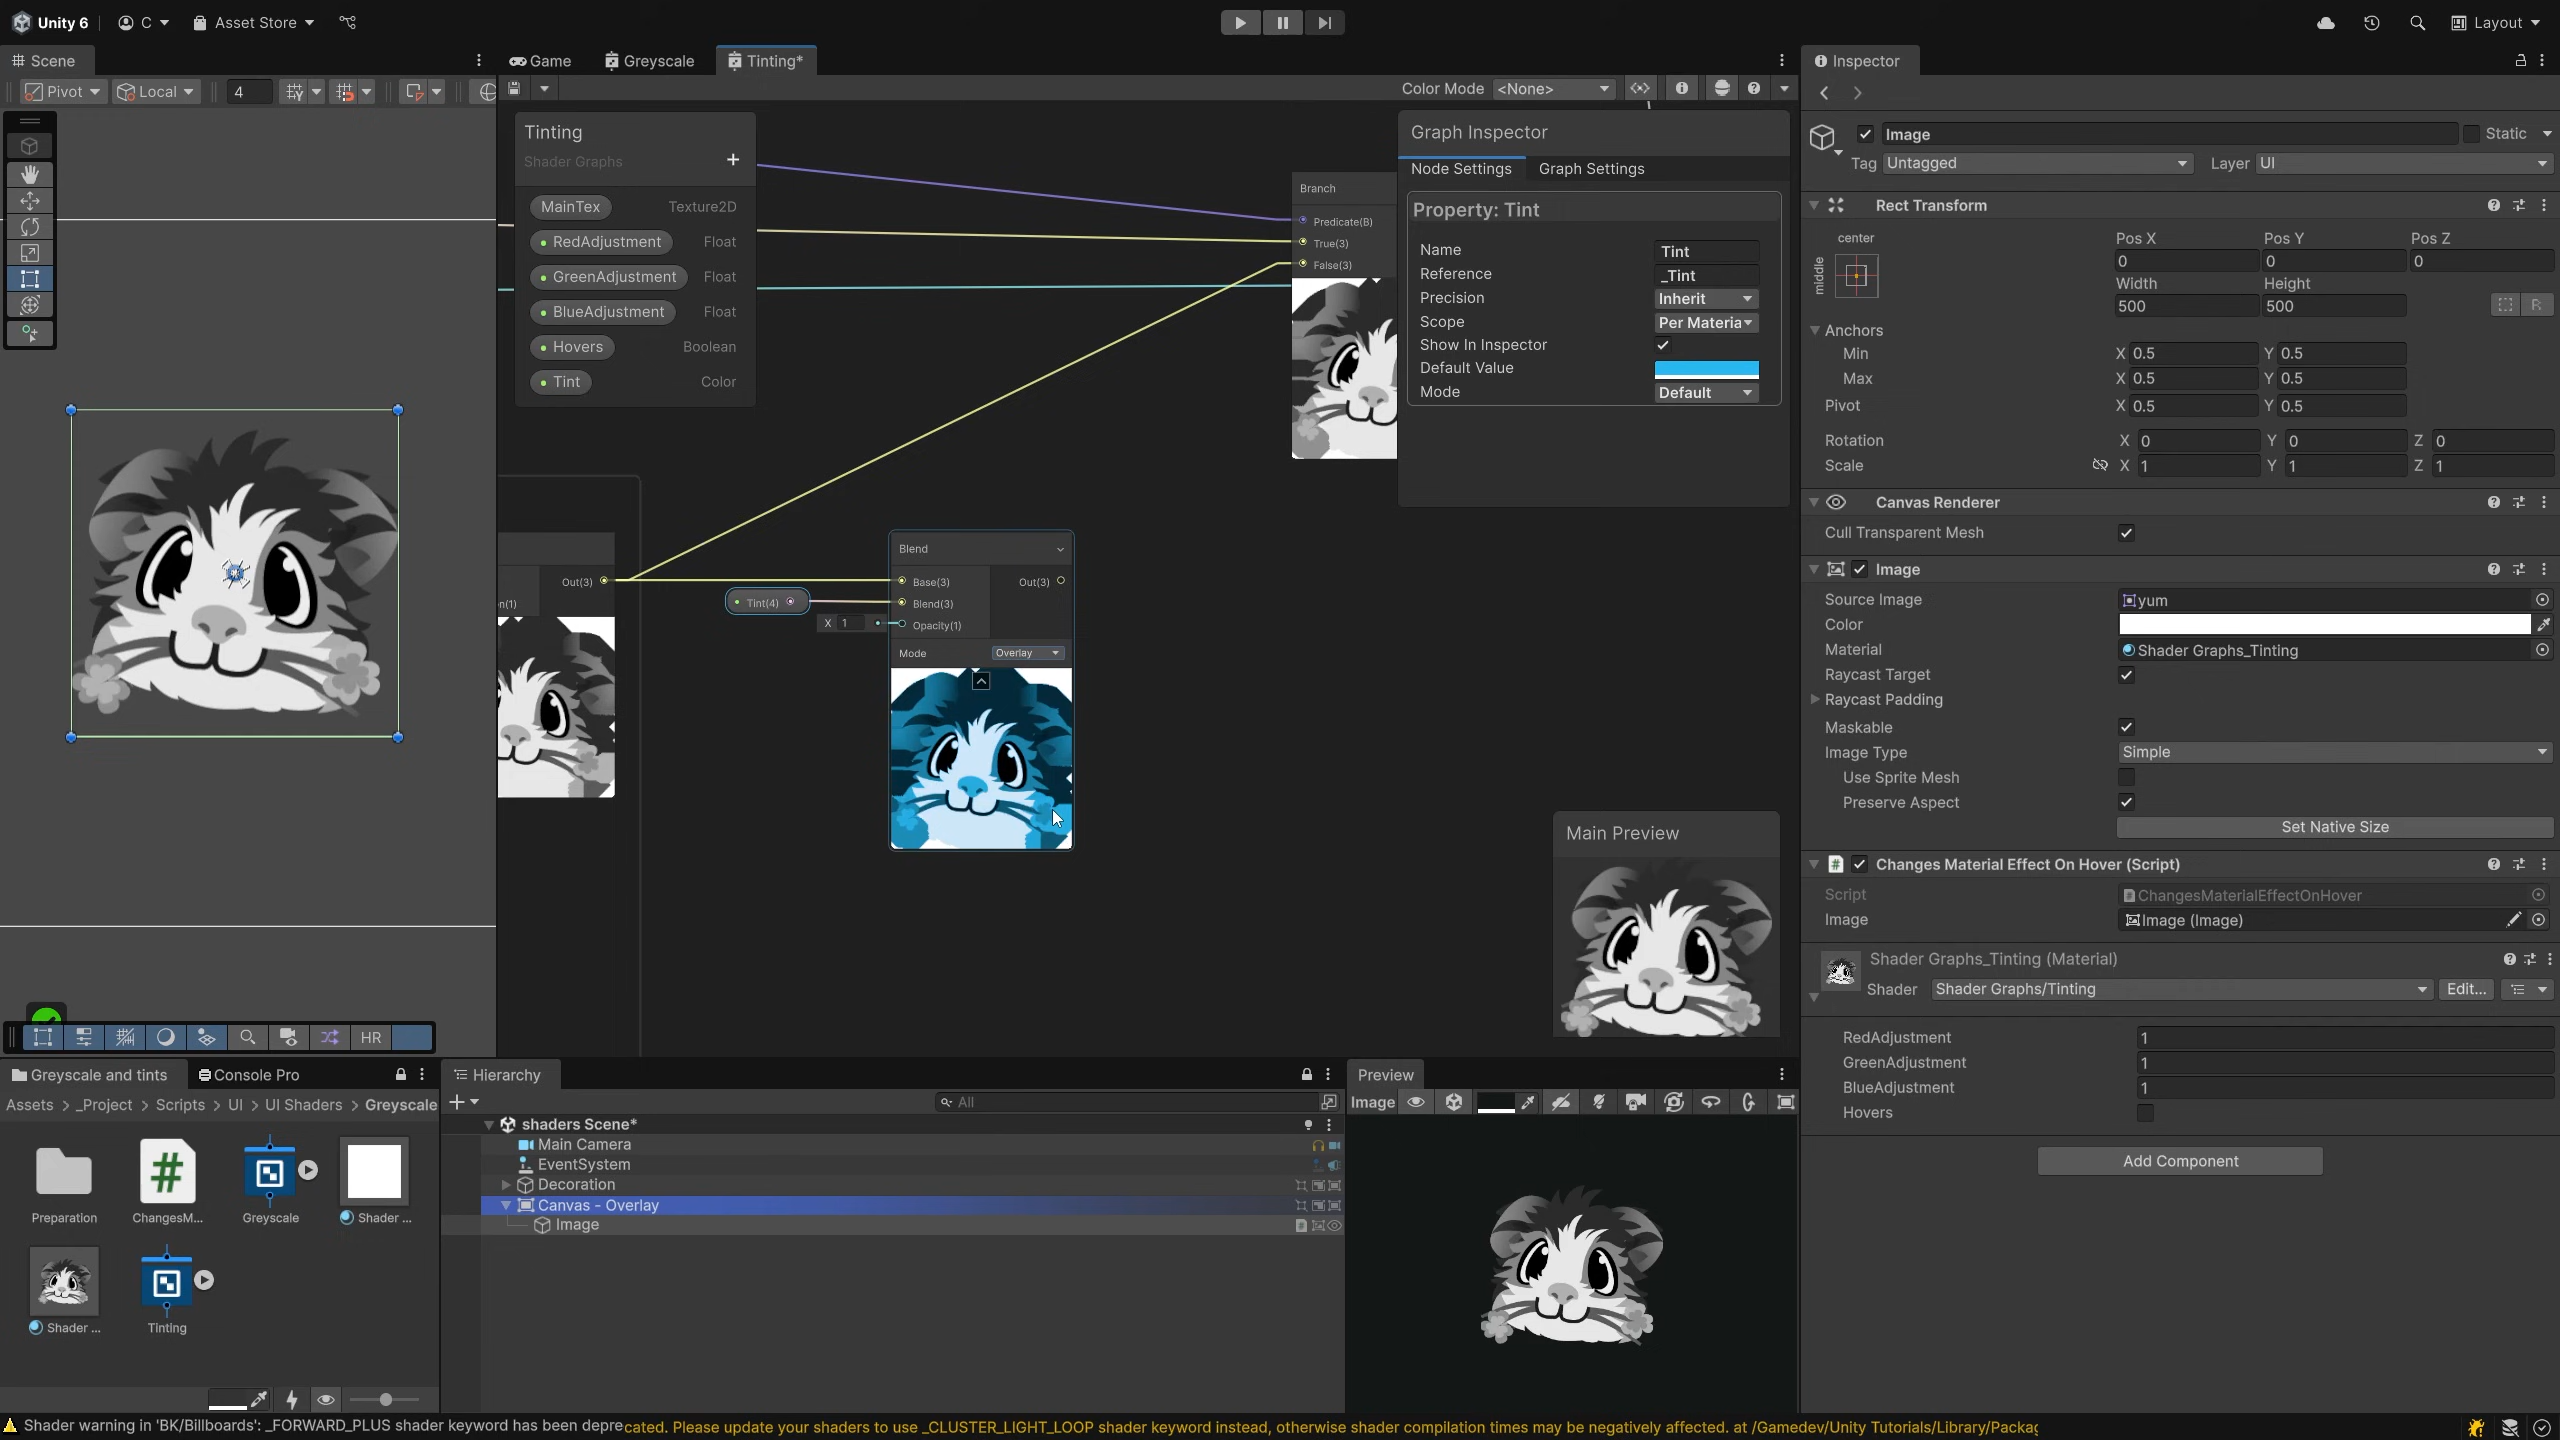 Unity 6
C
Asset Store
Layout
Scene
Game
Greyscale
Tinting*
Inspector
Pivot
Local
4
Color Mode
<None>
Tinting
Shader Graphs
MainTex Texture2D
RedAdjustment Float
GreenAdjustment Float
BlueAdjustment Float
Hovers Boolean
Tint Color
Branch
Predicate(B)
True(3)
False(3)
Graph Inspector
Node Settings
Graph Settings
Property: Tint
Name Tint
Reference _Tint
Precision Inherit
Scope Per Materia
Show In Inspector
Default Value
Mode Default
Out(3)
n(1)
Tint(4)
X 1
Blend
Base(3) Out(3)
Blend(3)
Opacity(1)
Mode Overlay
Main Preview
Image
Static
Tag Untagged
Layer UI
Rect Transform
center
middle
Pos X Pos Y Pos Z
0 0 0
Width Height
500 500
R
Anchors
Min X 0.5 Y 0.5
Max X 0.5 Y 0.5
Pivot X 0.5 Y 0.5
Rotation X 0 Y 0 Z 0
Scale X 1 Y 1 Z 1
Canvas Renderer
Cull Transparent Mesh
Image
Source Image yum
Color
Material Shader Graphs_Tinting
Raycast Target
Raycast Padding
Maskable
Image Type Simple
Use Sprite Mesh
Preserve Aspect
Set Native Size
Changes Material Effect On Hover (Script)
Script ChangesMaterialEffectOnHover
Image Image (Image)
Shader Graphs_Tinting (Material)
Shader Shader Graphs/Tinting Edit...
RedAdjustment 1
GreenAdjustment 1
BlueAdjustment 1
Hovers
Add Component
HR
Greyscale and tints
Console Pro
Assets > _Project > Scripts > UI > UI Shaders > Greyscale
Preparation
ChangesM...
Greyscale
Shader ...
Shader ...
Tinting
Hierarchy
All
shaders Scene*
Main Camera
EventSystem
Decoration
Canvas - Overlay
Image
Preview
Image
Shader warning in 'BK/Billboards': _FORWARD_PLUS shader keyword has been deprecated. Please update your shaders to use _CLUSTER_LIGHT_LOOP shader keyword instead, otherwise shader compilation times may be negatively affected. at /Gamedev/Unity Tutorials/Library/Packag